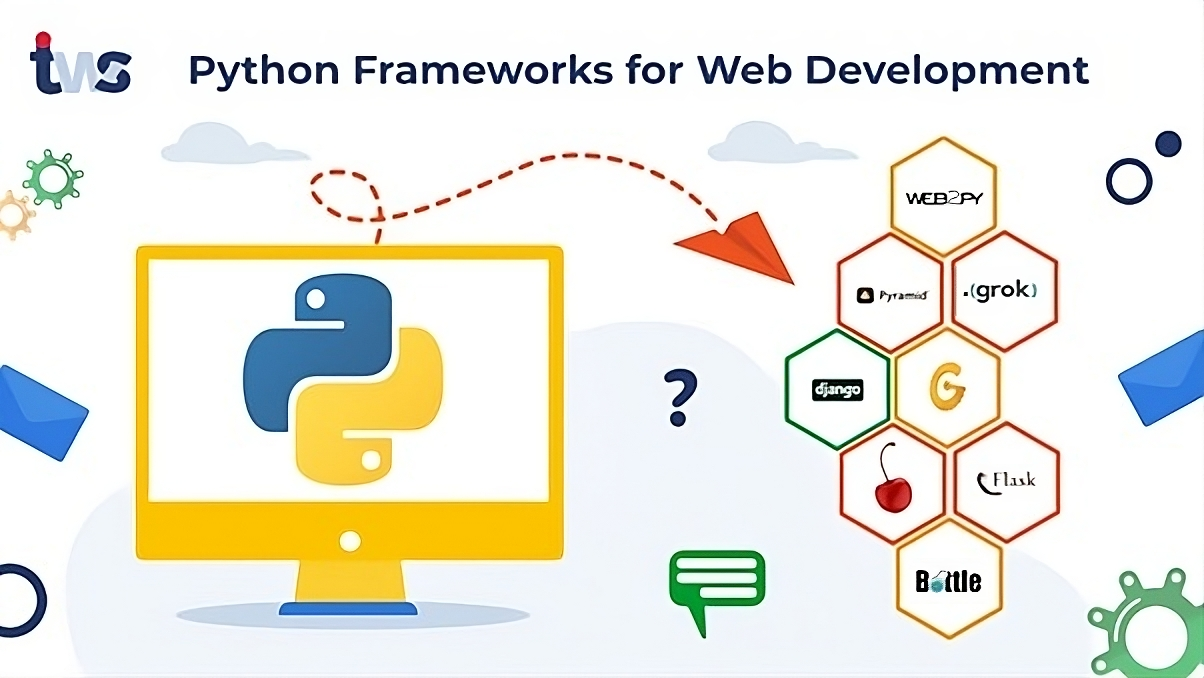 tws
Python Frameworks for Web Development
WEB2PY
Pyramid
.(grok)
django
G
?
Flask
Bottle